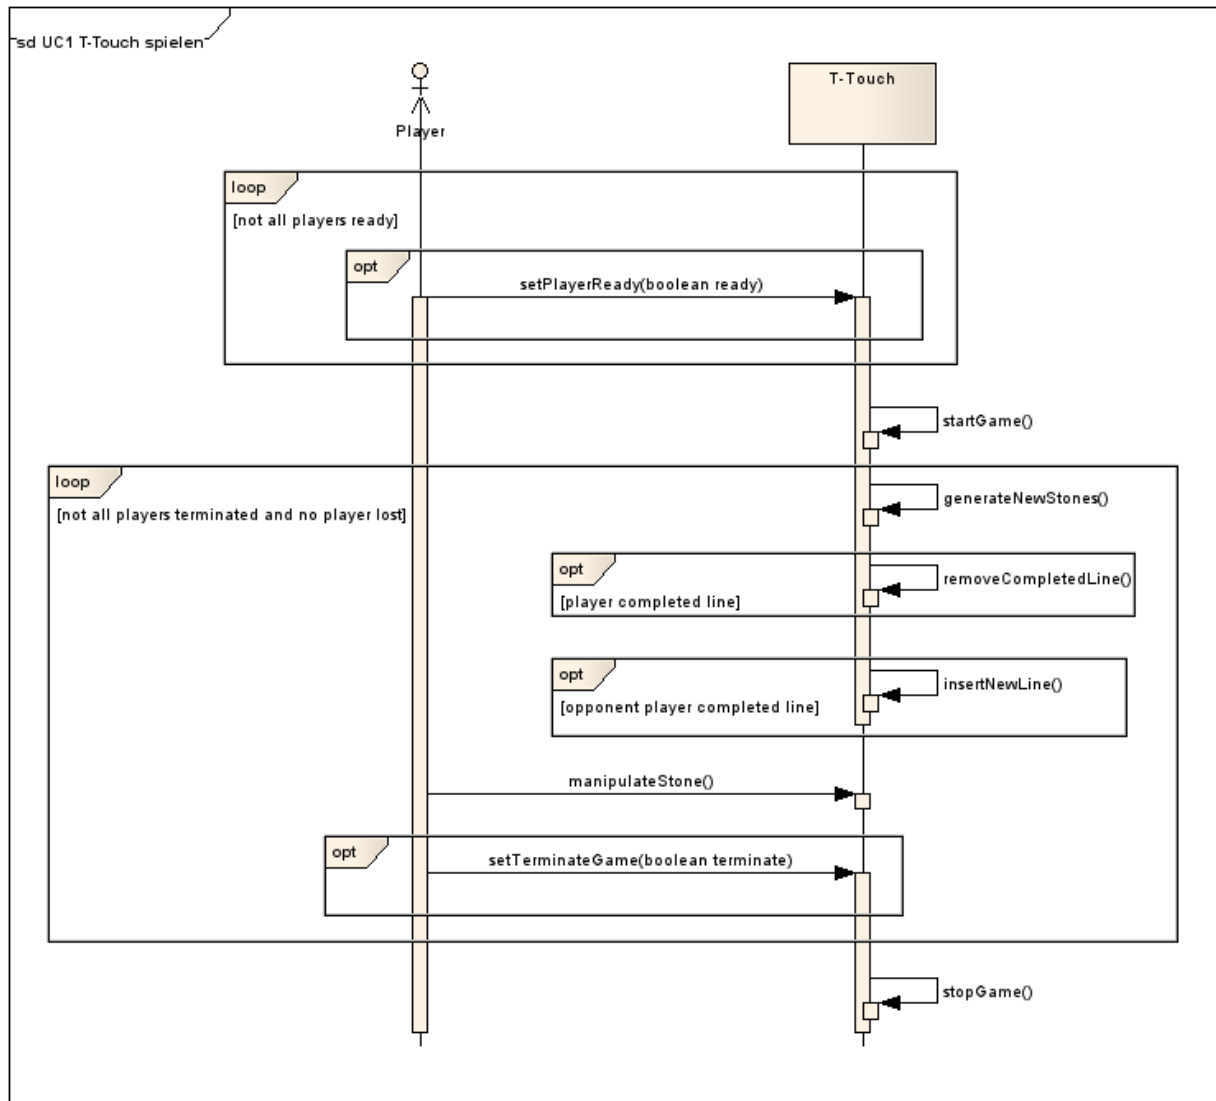 sd UC1 T-Touch spielen
Player
T-Touch
loop
[not all players ready]
opt
setPlayerReady(boolean ready)
startGame()
loop
[not all players terminated and no player lost]
generateNewStones()
opt
[player completed line]
removeCompletedLine()
opt
[opponent player completed line]
insertNewLine()
manipulateStone()
opt
setTerminateGame(boolean terminate)
stopGame()